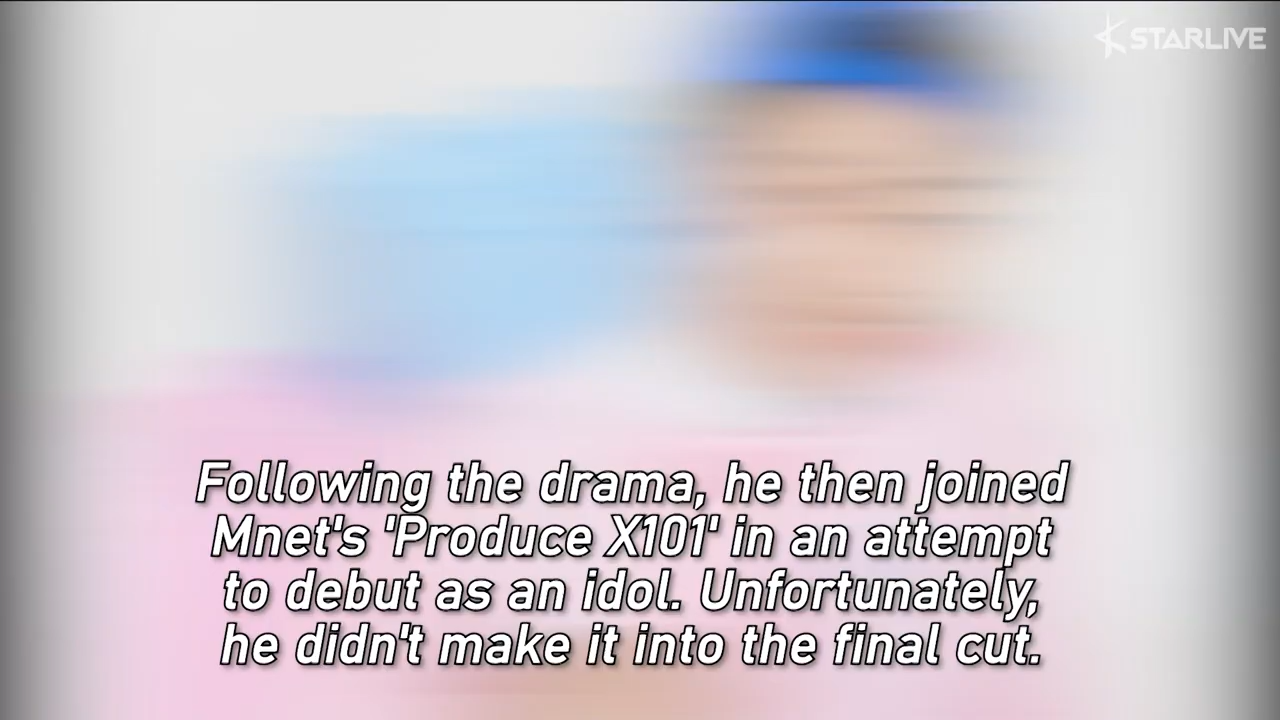 STARLIVE
Following the drama, he then joined
Mnet's 'Produce X101' in an attempt
to debut as an idol. Unfortunately,
he didn't make it into the final cut.